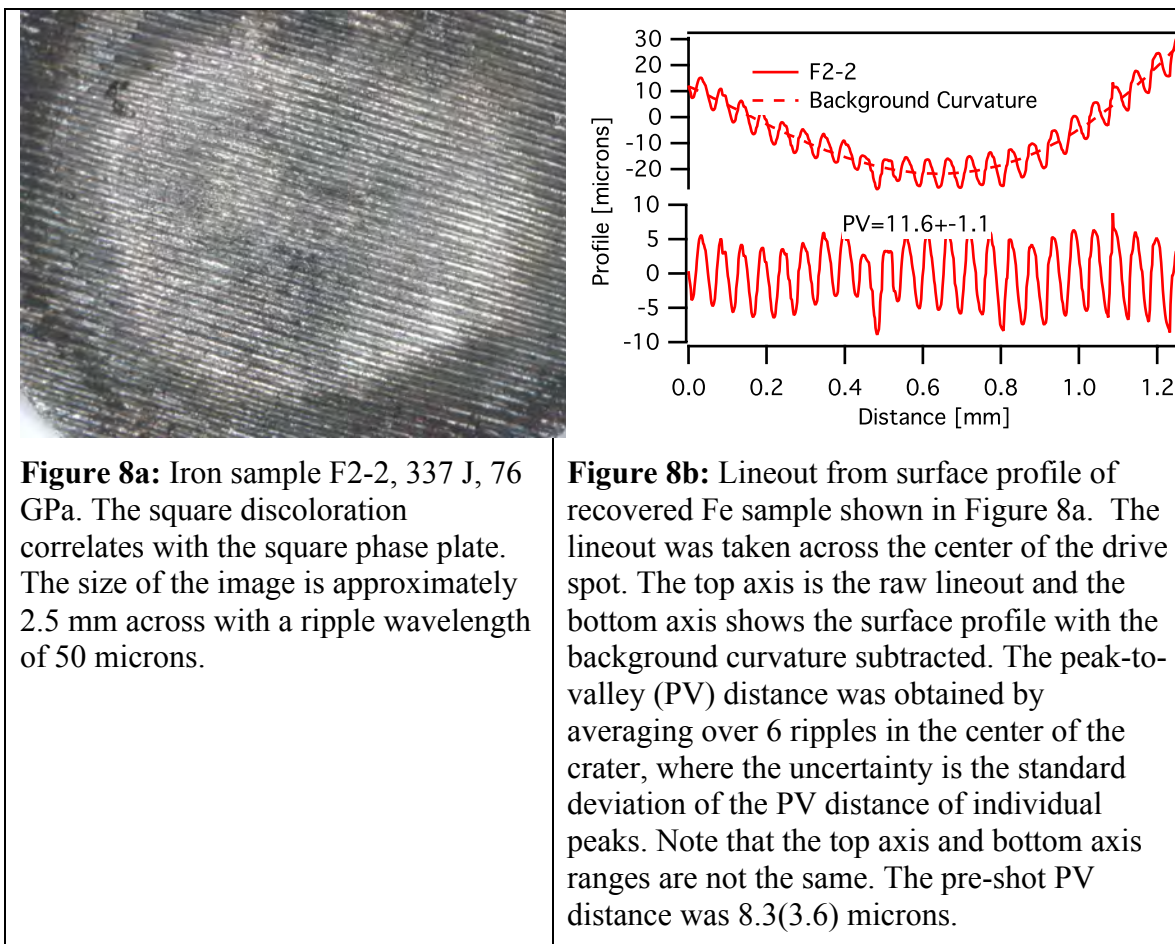 30
20
10
0
-10
-20
F2-2
Background Curvature
Profile [microns]
10
5
0
-5
-10
PV=11.6+-1.1
0.0 0.2 0.4 0.6 0.8 1.0 1.2
Distance [mm]
Figure 8a: Iron sample F2-2, 337 J, 76
GPa. The square discoloration
correlates with the square phase plate.
The size of the image is approximately
2.5 mm across with a ripple wavelength
of 50 microns.
Figure 8b: Lineout from surface profile of
recovered Fe sample shown in Figure 8a. The
lineout was taken across the center of the drive
spot. The top axis is the raw lineout and the
bottom axis shows the surface profile with the
background curvature subtracted. The peak-to-
valley (PV) distance was obtained by
averaging over 6 ripples in the center of the
crater, where the uncertainty is the standard
deviation of the PV distance of individual
peaks. Note that the top axis and bottom axis
ranges are not the same. The pre-shot PV
distance was 8.3(3.6) microns.